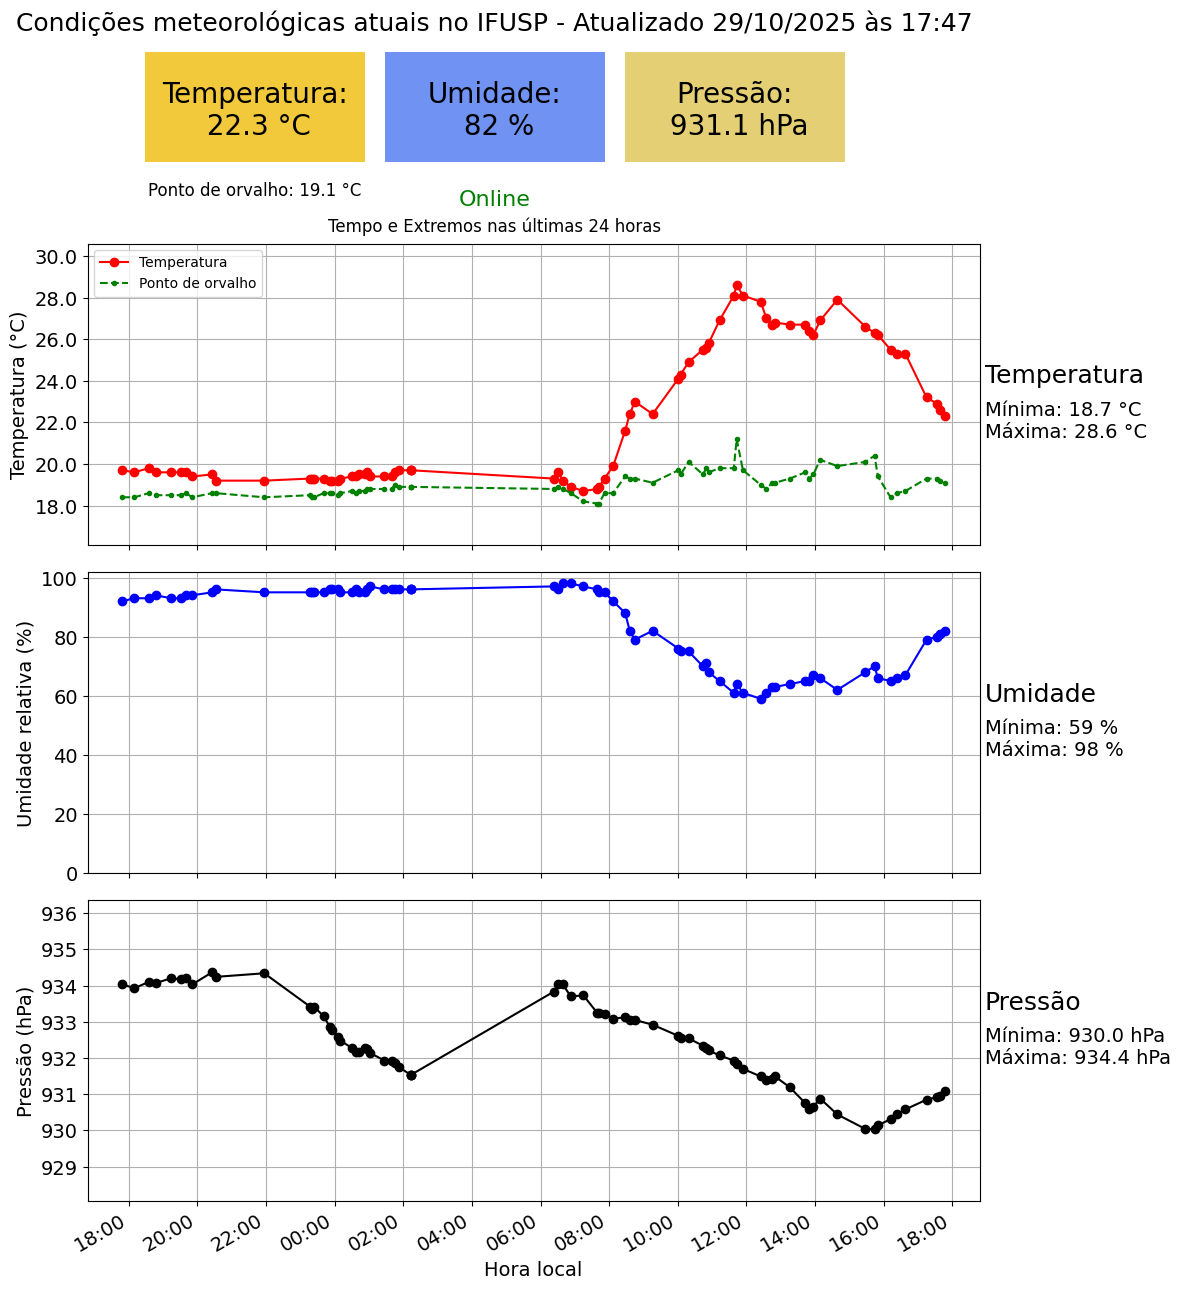 Condições meteorológicas atuais no IFUSP - Atualizado 29/10/2025 às 17:47
Temperatura:
22.3 °C
Umidade:
82 %
Pressão:
931.1 hPa
Ponto de orvalho: 19.1 °C
Online
Tempo e Extremos nas últimas 24 horas
Temperatura (°C)
30.0
28.0
26.0
24.0
22.0
20.0
18.0
Temperatura
Ponto de orvalho
Temperatura
Mínima: 18.7 °C
Máxima: 28.6 °C
Umidade relativa (%)
100
80
60
40
20
0
Umidade
Mínima: 59 %
Máxima: 98 %
Pressão (hPa)
936
935
934
933
932
931
930
929
Pressão
Mínima: 930.0 hPa
Máxima: 934.4 hPa
18:00
20:00
22:00
00:00
02:00
04:00
06:00
08:00
10:00
12:00
14:00
16:00
18:00
Hora local